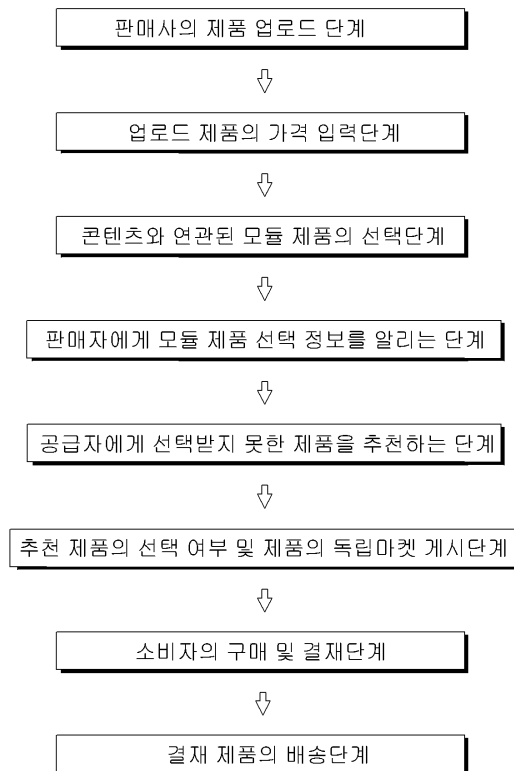 판매사의 제품 업로드 단계
업로드 제품의 가격 입력단계
콘텐츠와 연관된 모듈 제품의 선택단계
판매자에게 모듈 제품 선택 정보를 알리는 단계
공급자에게 선택받지 못한 제품을 추천하는 단계
추천 제품의 선택 여부 및 제품의 독립마켓 게시단계
소비자의 구매 및 결재단계
결재 제품의 배송단계